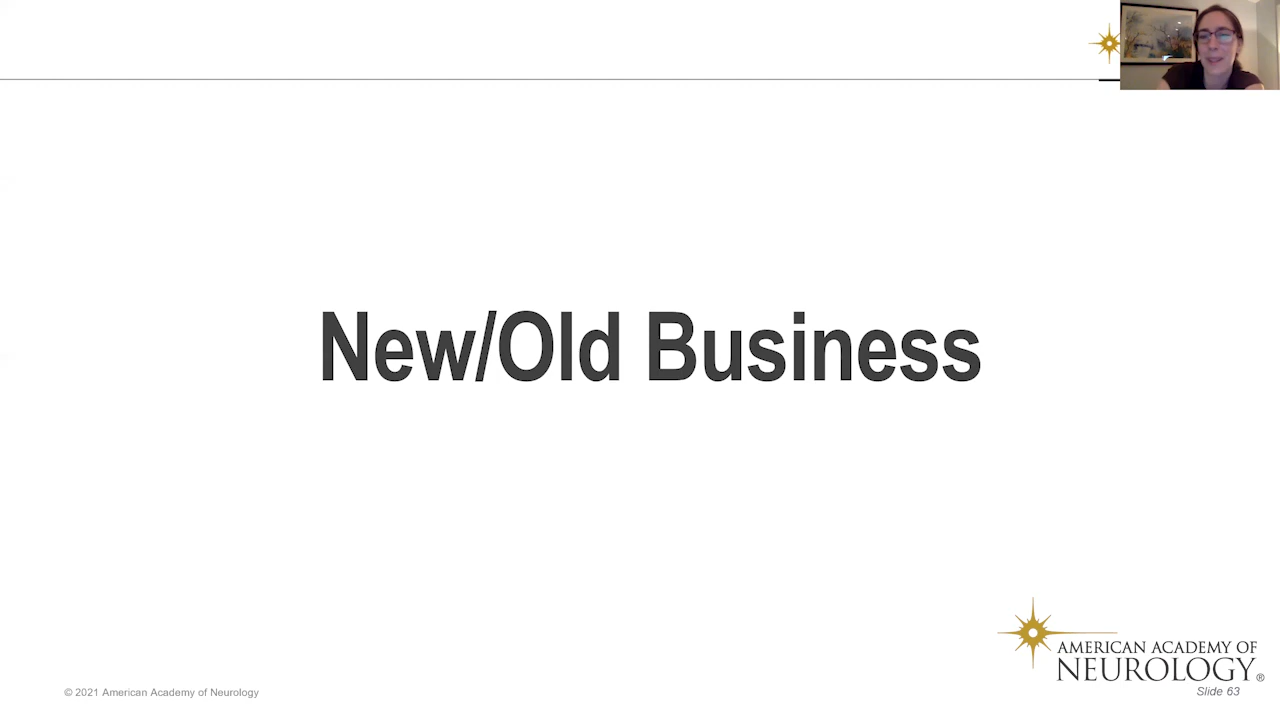 New/Old Business
AMERICAN ACADEMY OF
NEUROLOGY®
© 2021 American Academy of Neurology
Slide 63